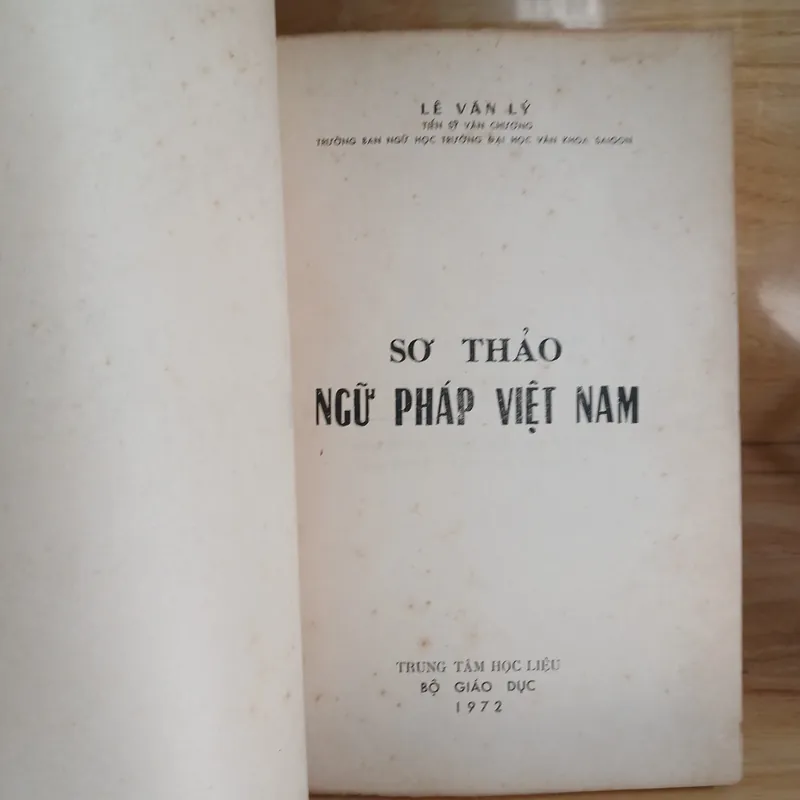 LÊ VĂN LÝ
TIẾN SỸ VĂN CHƯƠNG
TRƯỞNG BAN NGỮ HỌC TRƯỜNG ĐẠI HỌC VĂN KHOA SAIGON
SƠ THẢO
NGỮ PHÁP VIỆT NAM
TRUNG TÂM HỌC LIỆU
BỘ GIÁO DỤC
1972